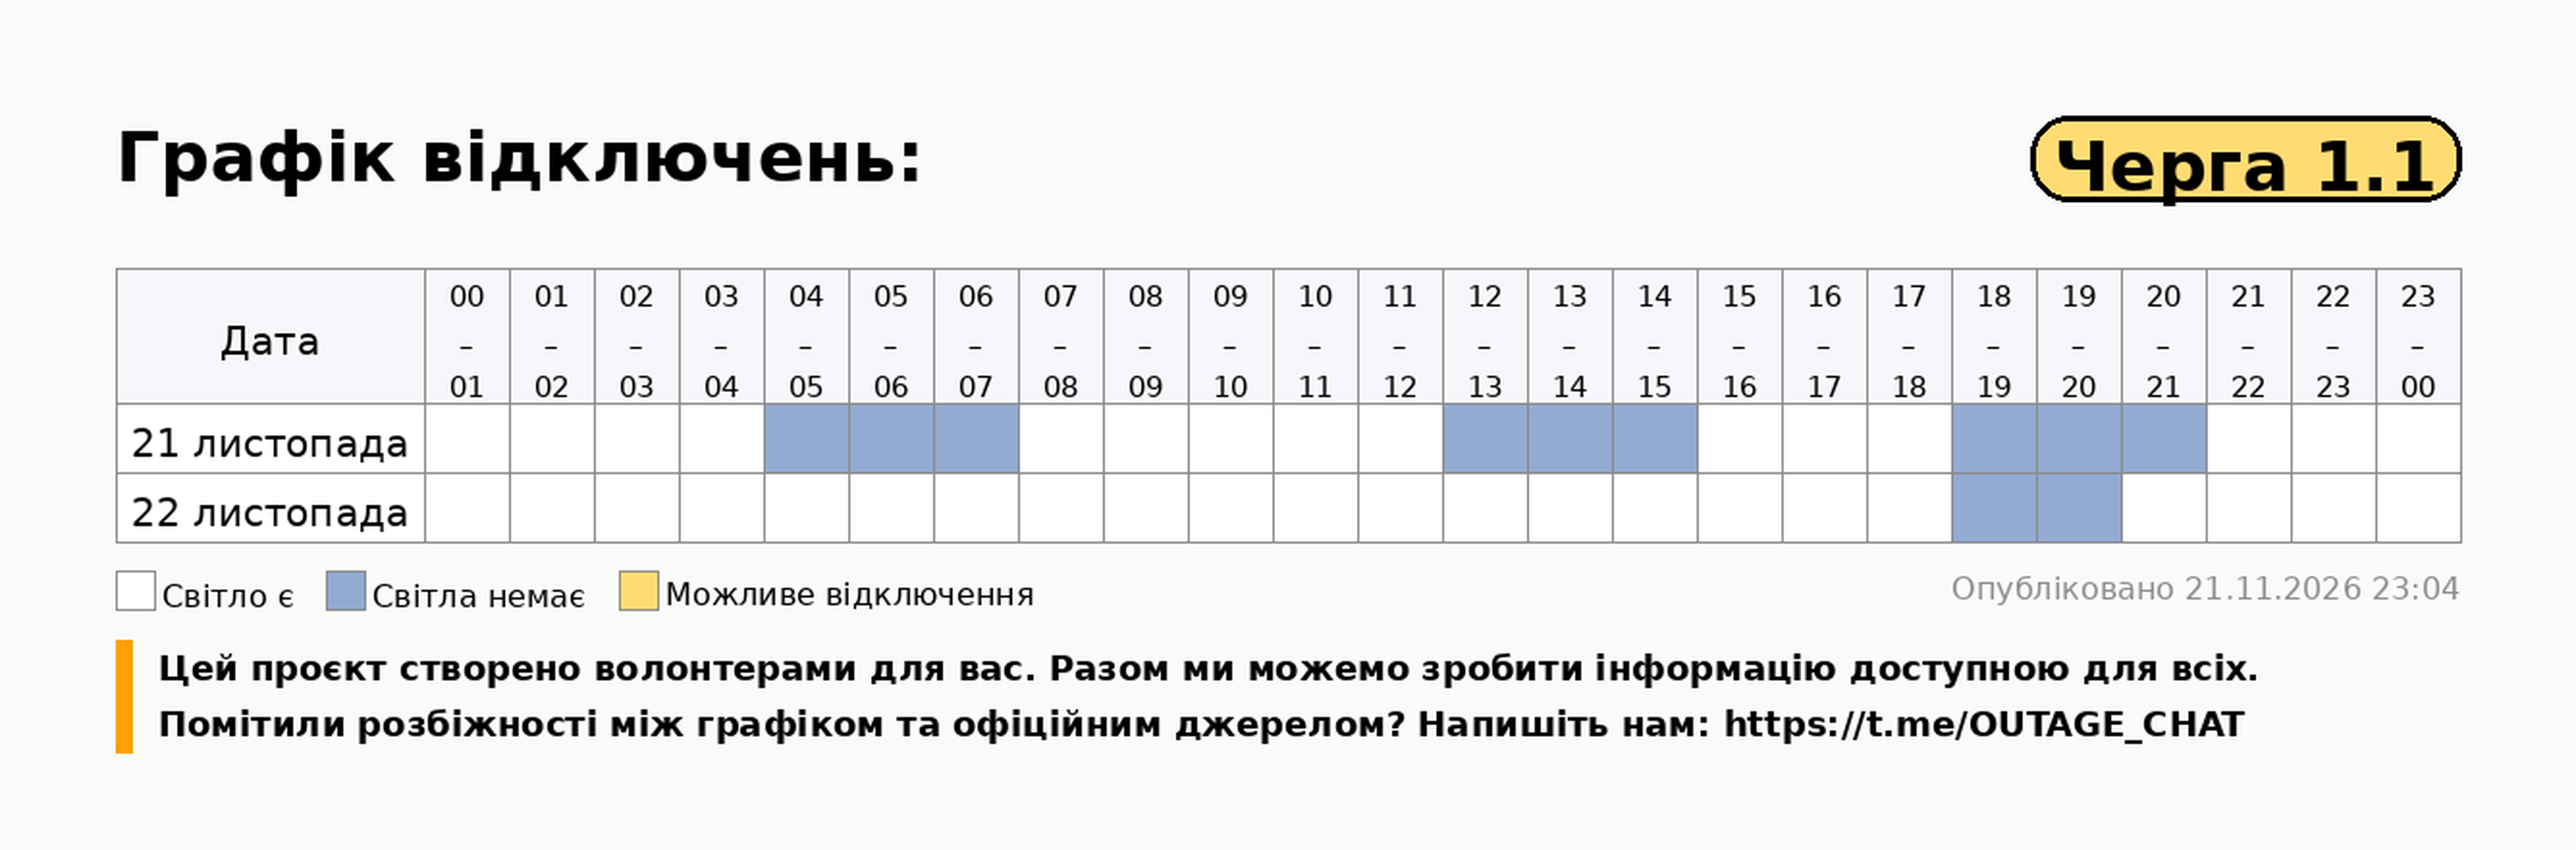 Графік відключень:
Черга 1.1
Дата
00 – 01
01 – 02
02 – 03
03 – 04
04 – 05
05 – 06
06 – 07
07 – 08
08 – 09
09 – 10
10 – 11
11 – 12
12 – 13
13 – 14
14 – 15
15 – 16
16 – 17
17 – 18
18 – 19
19 – 20
20 – 21
21 – 22
22 – 23
23 – 00
21 листопада
22 листопада
Світло є
Світла немає
Можливе відключення
Опубліковано 21.11.2026 23:04
Цей проєкт створено волонтерами для вас. Разом ми можемо зробити інформацію доступною для всіх.
Помітили розбіжності між графіком та офіційним джерелом? Напишіть нам: https://t.me/OUTAGE_CHAT